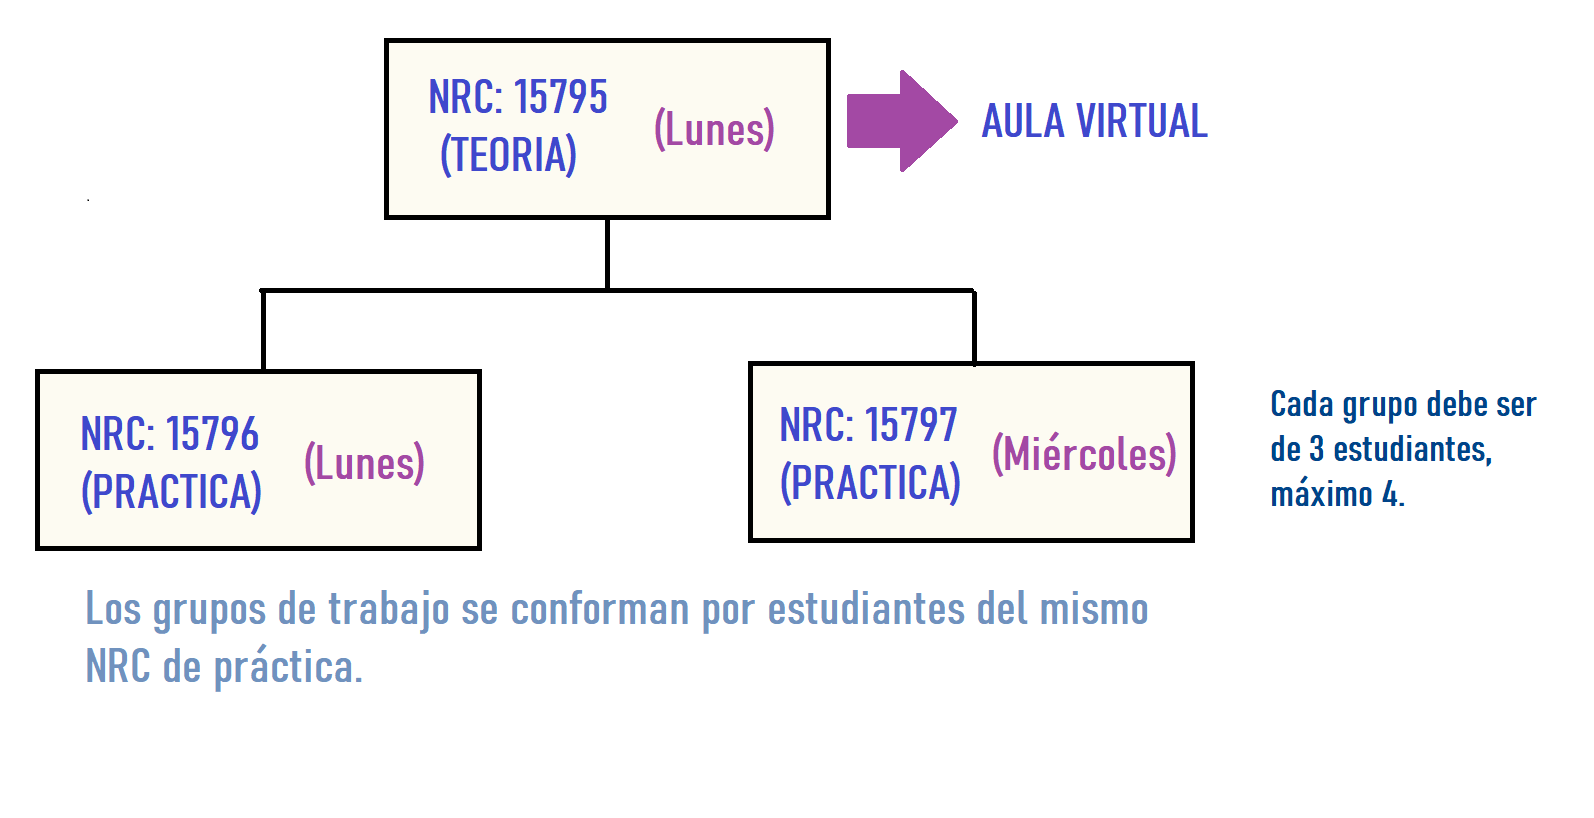 NRC: 15795
(TEORIA)
(Lunes)
AULA VIRTUAL
NRC: 15796
(PRACTICA)
(Lunes)
NRC: 15797
(PRACTICA)
(Miércoles)
Cada grupo debe ser
de 3 estudiantes,
máximo 4.
Los grupos de trabajo se conforman por estudiantes del mismo
NRC de práctica.